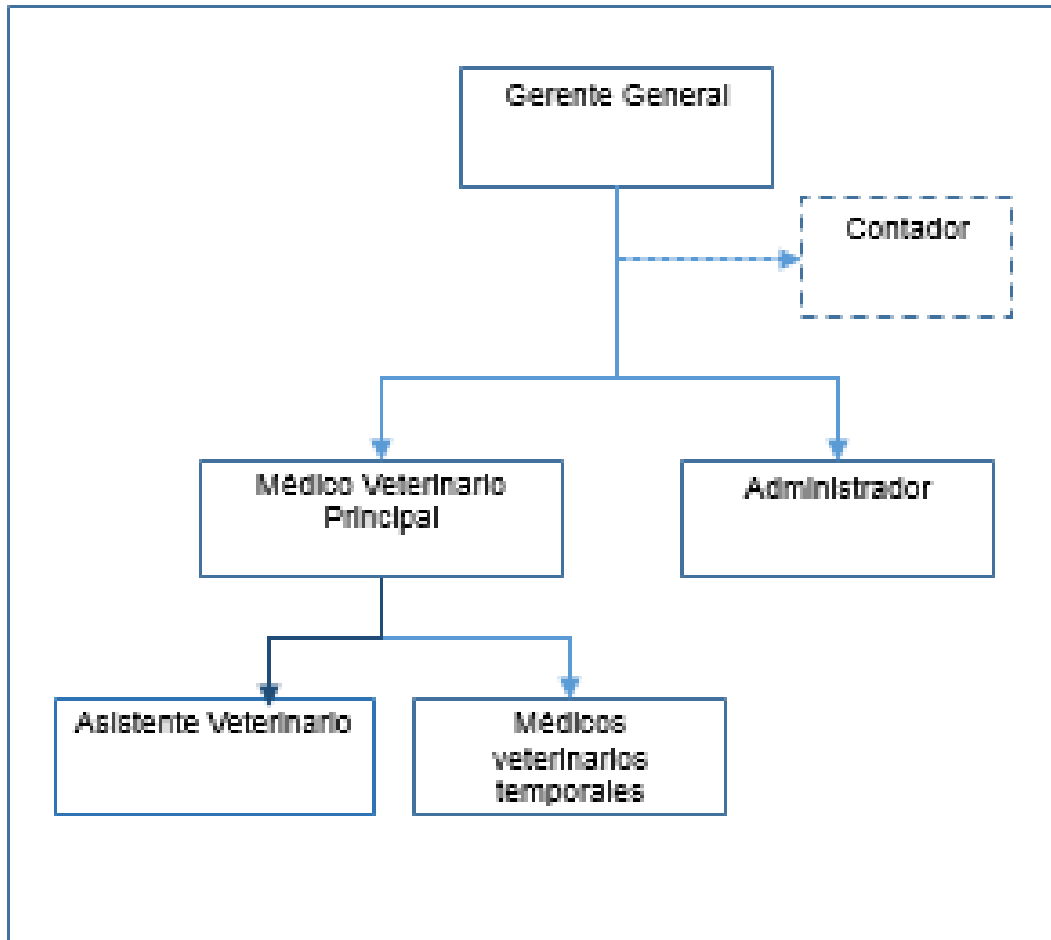 Gerente General
Contador
Médico Veterinario
Principal
Administrador
Asistente Veterinario
Médicos
veterinarios
temporales